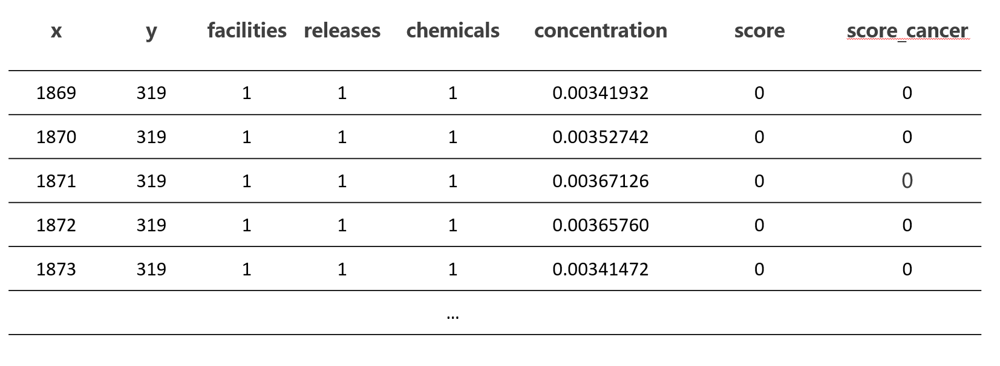 x y facilities releases chemicals concentration score score_cancer
1869 319 1 1 1 0.00341932 0 0
1870 319 1 1 1 0.00352742 0 0
1871 319 1 1 1 0.00367126 0 0
1872 319 1 1 1 0.00365760 0 0
1873 319 1 1 1 0.00341472 0 0
...